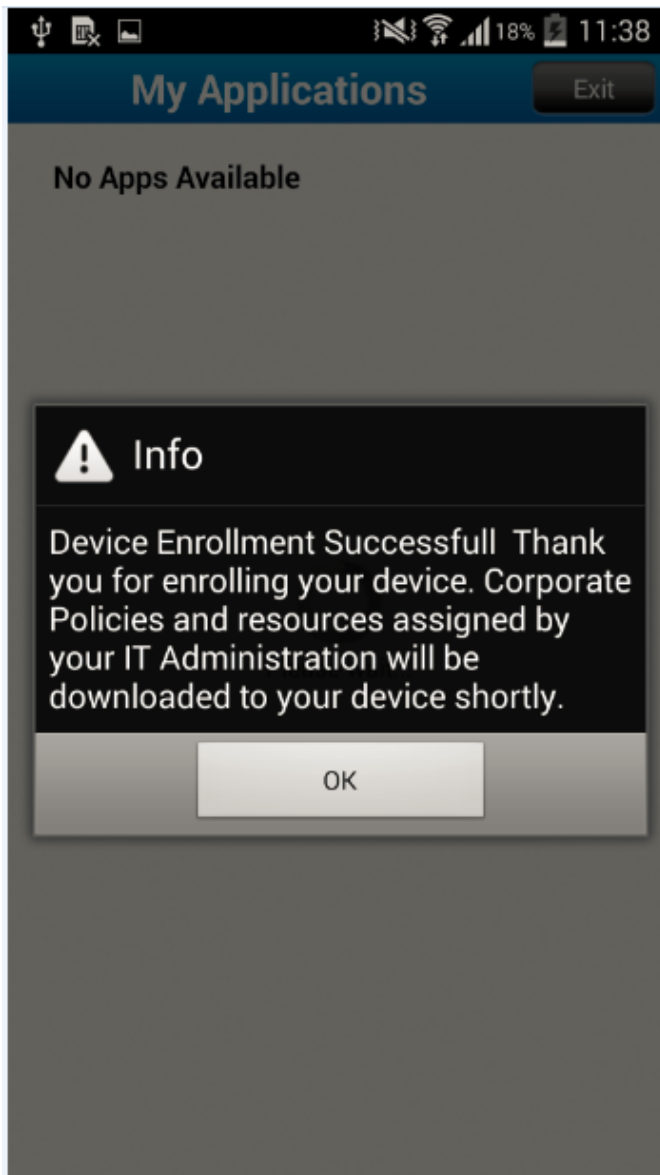 18% 11:38
My Applications Exit
No Apps Available
Info
Device Enrollment Successfull  Thank
you for enrolling your device. Corporate
Policies and resources assigned by
your IT Administration will be
downloaded to your device shortly.
OK